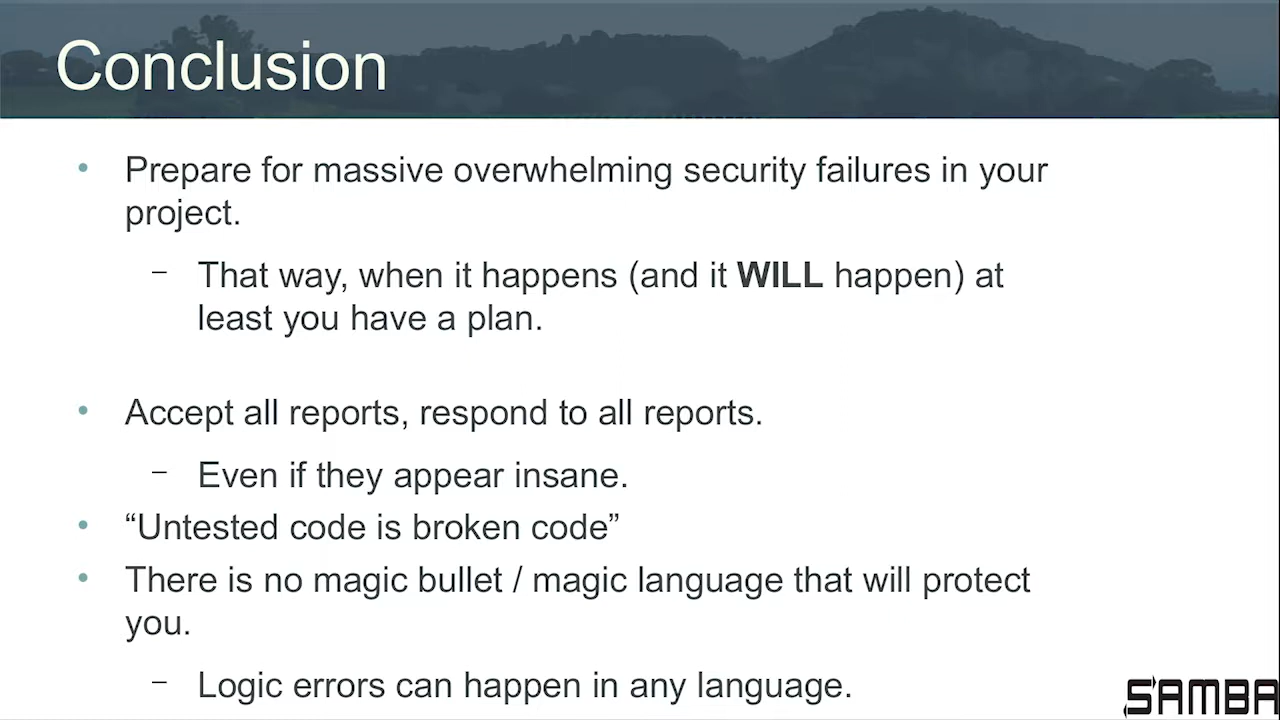 Conclusion
• Prepare for massive overwhelming security failures in your
project.
– That way, when it happens (and it WILL happen) at
least you have a plan.
• Accept all reports, respond to all reports.
– Even if they appear insane.
• “Untested code is broken code”
• There is no magic bullet / magic language that will protect
you.
– Logic errors can happen in any language.
SAMBA